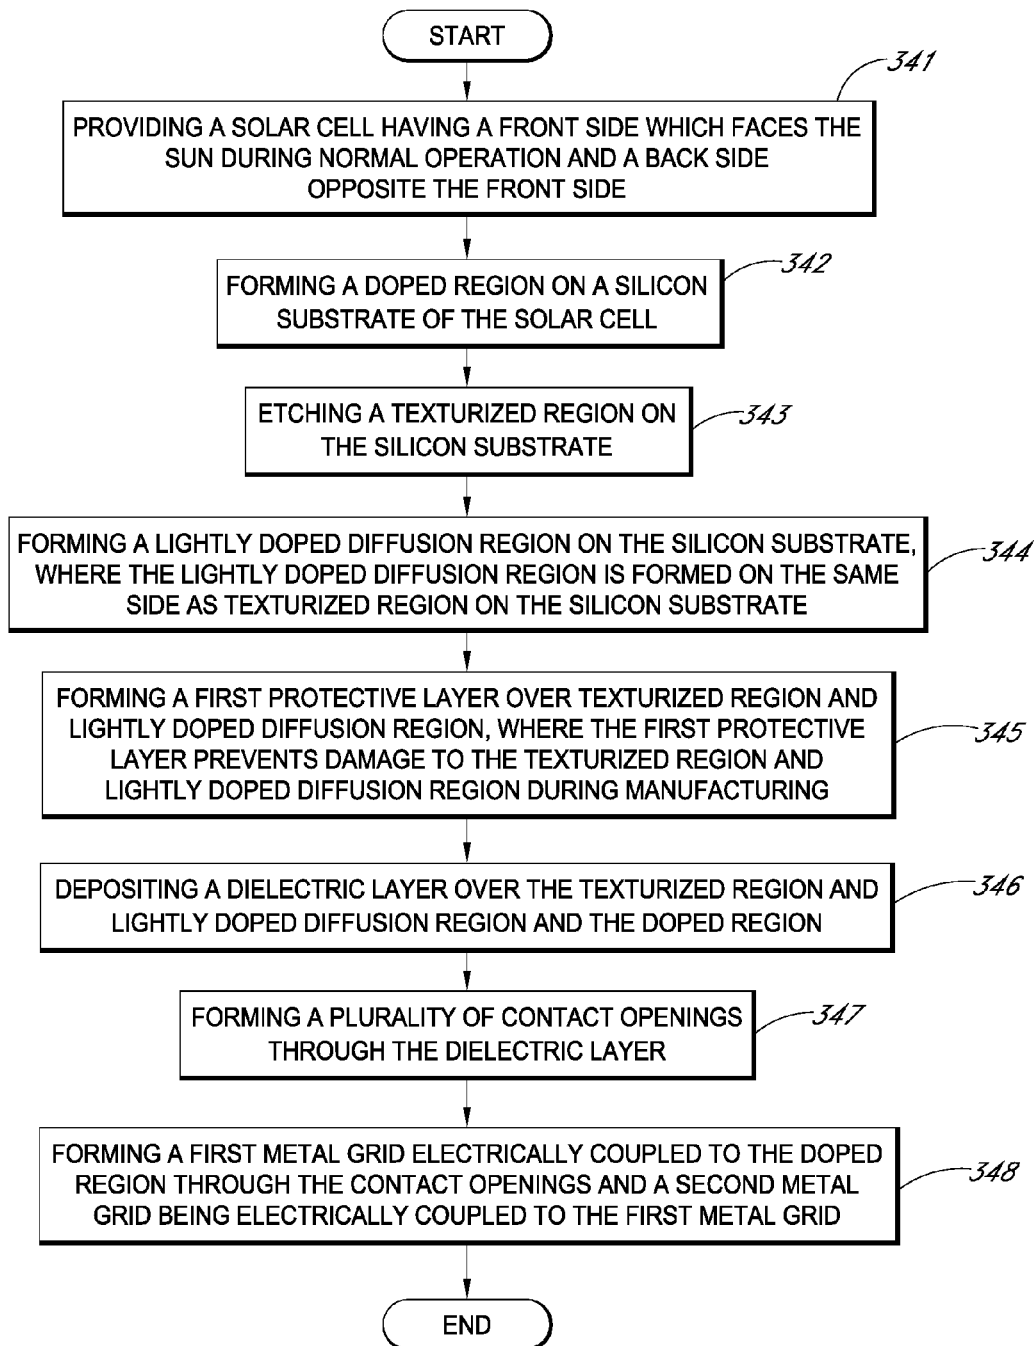 START
341
PROVIDING A SOLAR CELL HAVING A FRONT SIDE WHICH FACES THE
SUN DURING NORMAL OPERATION AND A BACK SIDE
OPPOSITE THE FRONT SIDE
342
FORMING A DOPED REGION ON A SILICON
SUBSTRATE OF THE SOLAR CELL
343
ETCHING A TEXTURIZED REGION ON
THE SILICON SUBSTRATE
344
FORMING A LIGHTLY DOPED DIFFUSION REGION ON THE SILICON SUBSTRATE,
WHERE THE LIGHTLY DOPED DIFFUSION REGION IS FORMED ON THE SAME
SIDE AS TEXTURIZED REGION ON THE SILICON SUBSTRATE
345
FORMING A FIRST PROTECTIVE LAYER OVER TEXTURIZED REGION AND
LIGHTLY DOPED DIFFUSION REGION, WHERE THE FIRST PROTECTIVE
LAYER PREVENTS DAMAGE TO THE TEXTURIZED REGION AND
LIGHTLY DOPED DIFFUSION REGION DURING MANUFACTURING
346
DEPOSITING A DIELECTRIC LAYER OVER THE TEXTURIZED REGION AND
LIGHTLY DOPED DIFFUSION REGION AND THE DOPED REGION
347
FORMING A PLURALITY OF CONTACT OPENINGS
THROUGH THE DIELECTRIC LAYER
348
FORMING A FIRST METAL GRID ELECTRICALLY COUPLED TO THE DOPED
REGION THROUGH THE CONTACT OPENINGS AND A SECOND METAL
GRID BEING ELECTRICALLY COUPLED TO THE FIRST METAL GRID
END